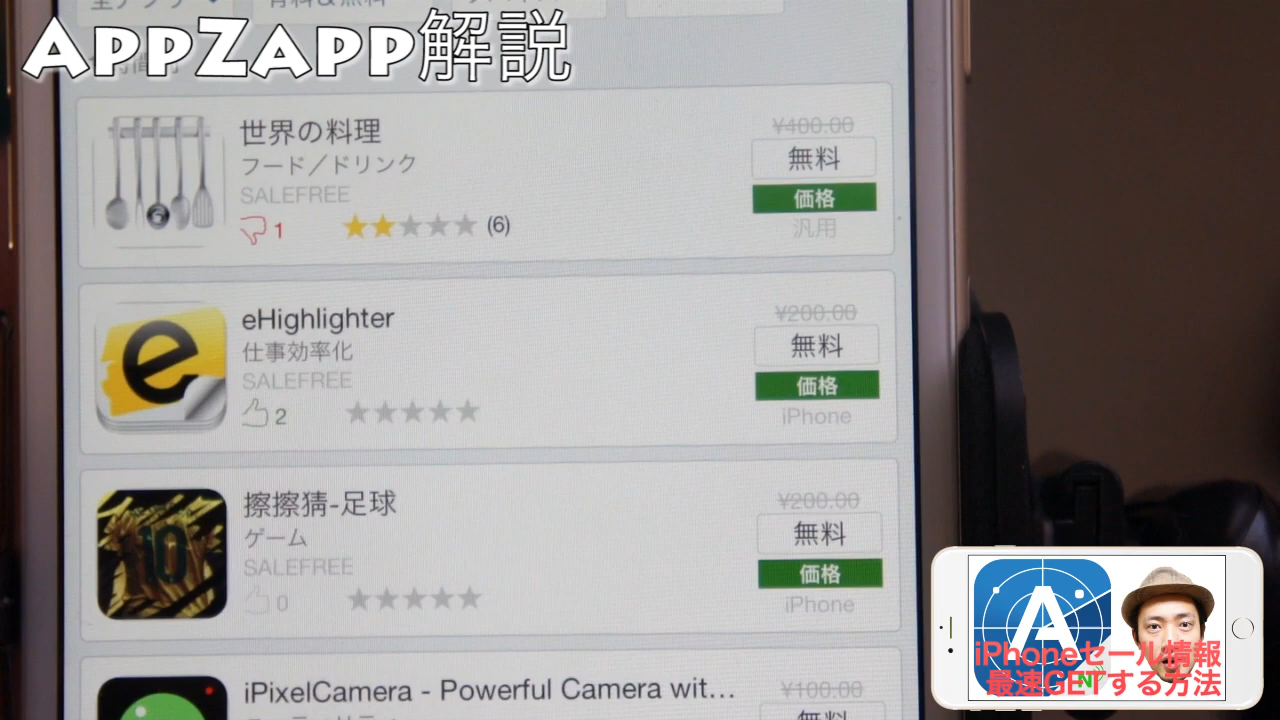 AppZapp解説
世界の料理
フード／ドリンク
SALEFREE
1
(6)
¥400.00
無料
価格
汎用
eHighlighter
仕事効率化
SALEFREE
2
¥200.00
無料
価格
iPhone
擦擦猜-足球
ゲーム
SALEFREE
0
10
¥200.00
無料
価格
iPhone
iPixelCamera - Powerful Camera wit...
¥100.00
無料
iPhoneセール情報
最速GETする方法